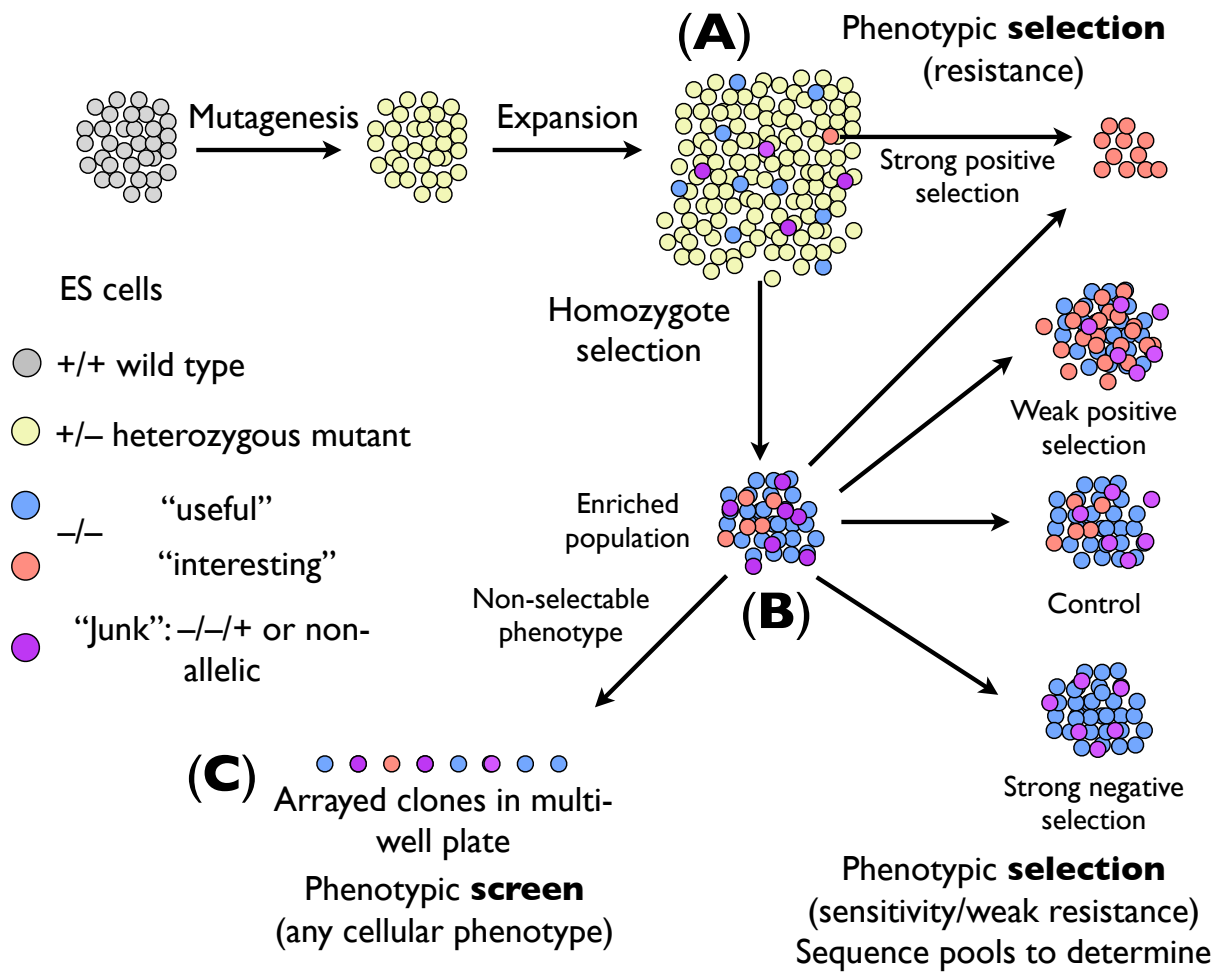 (A)
Phenotypic selection
(resistance)
Mutagenesis
Expansion
Strong positive
selection
ES cells
+/+ wild type
+/– heterozygous mutant
–/–
“useful”
“interesting”
“Junk”: –/–/+ or non-
allelic
Homozygote
selection
Weak positive
selection
Enriched
population
(B)
Control
Non-selectable
phenotype
Strong negative
selection
(C)
Arrayed clones in multi-
well plate
Phenotypic screen
(any cellular phenotype)
Phenotypic selection
(sensitivity/weak resistance)
Sequence pools to determine